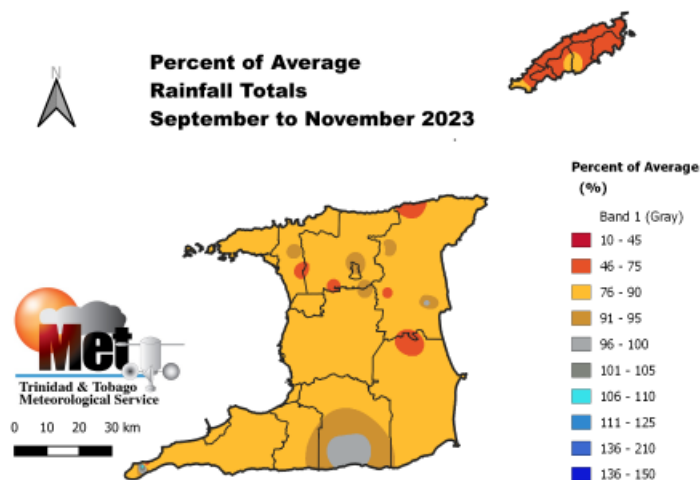 N
Percent of Average
Rainfall Totals
September to November 2023
Percent of Average
(%)
Band 1 (Gray)
10 - 45
46 - 75
76 - 90
91 - 95
96 - 100
101 - 105
106 - 110
111 - 125
136 - 210
136 - 150
Met
Trinidad & Tobago
Meteorological Service
0 10 20 30 km